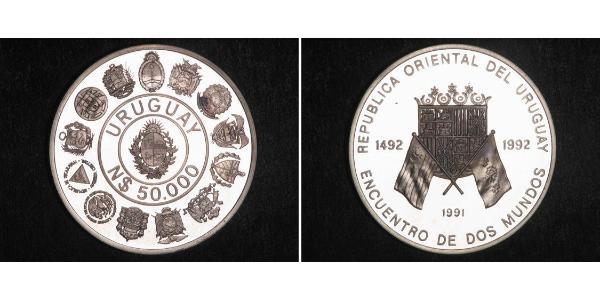 URUGUAY
N$ 50.000
REPUBLICA ORIENTAL DEL URUGUAY
1492 1992
1991
ENCUENTRO DE DOS MUNDOS